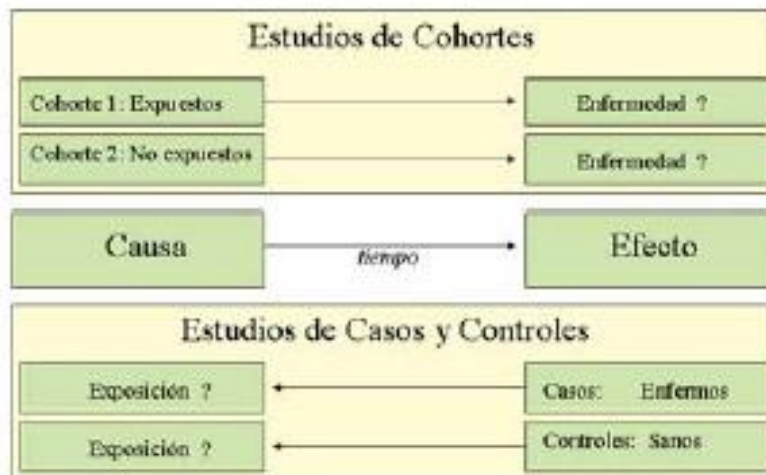 Estudios de Cohortes
Cohorte 1: Expuestos Enfermedad ?
Cohorte 2: No expuestos Enfermedad ?
Causa tiempo Efecto
Estudios de Casos y Controles
Exposición ? Casos: Enfermos
Exposición ? Controles: Sanos